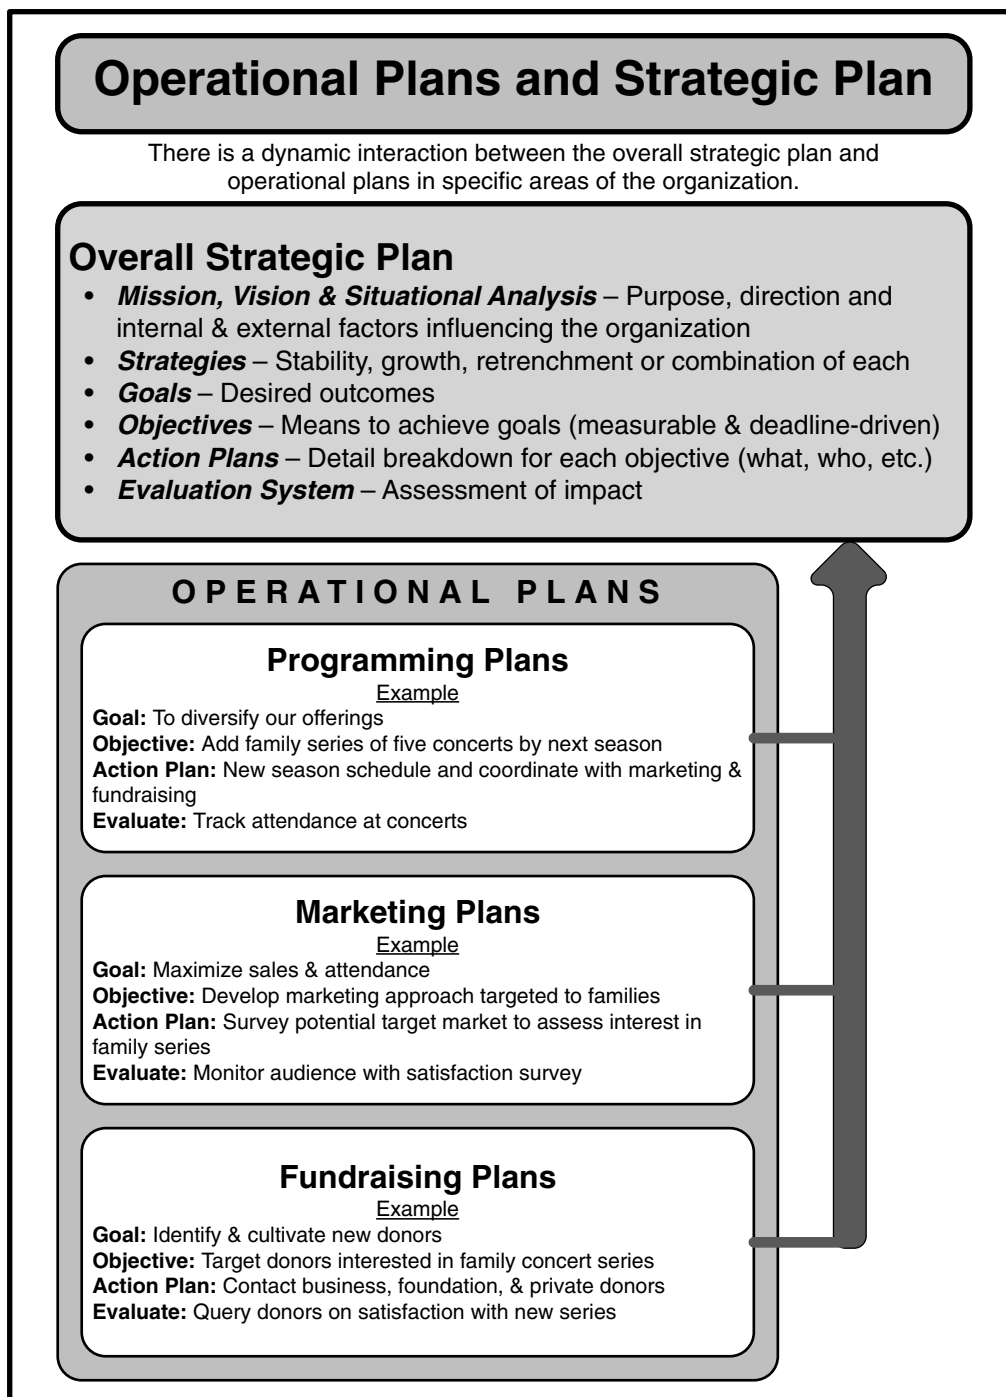 Operational Plans and Strategic Plan
There is a dynamic interaction between the overall strategic plan and
operational plans in specific areas of the organization.
Overall Strategic Plan
• Mission, Vision & Situational Analysis – Purpose, direction and
internal & external factors influencing the organization
• Strategies – Stability, growth, retrenchment or combination of each
• Goals – Desired outcomes
• Objectives – Means to achieve goals (measurable & deadline-driven)
• Action Plans – Detail breakdown for each objective (what, who, etc.)
• Evaluation System – Assessment of impact
OPERATIONAL PLANS
Programming Plans
Example
Goal: To diversify our offerings
Objective: Add family series of five concerts by next season
Action Plan: New season schedule and coordinate with marketing &
fundraising
Evaluate: Track attendance at concerts
Marketing Plans
Example
Goal: Maximize sales & attendance
Objective: Develop marketing approach targeted to families
Action Plan: Survey potential target market to assess interest in
family series
Evaluate: Monitor audience with satisfaction survey
Fundraising Plans
Example
Goal: Identify & cultivate new donors
Objective: Target donors interested in family concert series
Action Plan: Contact business, foundation, & private donors
Evaluate: Query donors on satisfaction with new series